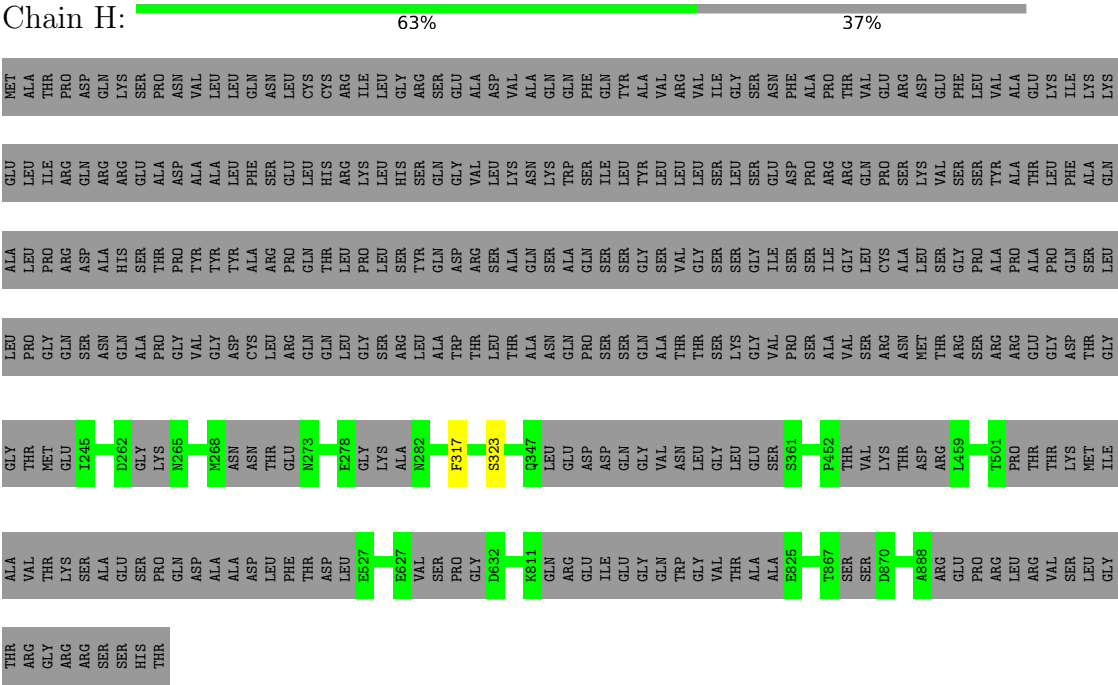 Chain H:
63% 37%
MET ALA THR PRO ASP GLN LYS SER PRO ASN VAL LEU LEU GLN ASN LEU CYS CYS ARG ILE LEU GLY ARG SER GLU ALA ASP VAL ALA GLN GLN PHE GLN TYR ALA VAL ARG VAL ILE GLY SER ASN PHE ALA PRO THR VAL GLU ARG ASP GLU PHE LEU VAL ALA GLU LYS ILE LYS LYS
GLU LEU ILE ARG GLN ARG ARG GLU ALA ASP ALA ALA LEU PHE SER GLU LEU HIS ARG LYS LEU HIS SER GLN GLY VAL LEU LYS ASN LYS TRP SER ILE LEU TYR LEU LEU LEU SER LEU SER GLU ASP PRO ARG ARG GLN PRO SER LYS VAL SER SER TYR ALA THR LEU PHE ALA GLN
ALA LEU PRO ARG ASP ALA HIS SER THR PRO TYR TYR TYR ALA ARG PRO GLN THR LEU PRO LEU SER TYR GLN ASP ARG SER ALA GLN SER ALA GLN SER SER GLY SER VAL GLY SER SER GLY ILE SER SER ILE GLY LEU CYS ALA LEU SER GLY PRO ALA PRO ALA PRO GLN SER LEU
LEU PRO GLY GLN SER ASN GLN ALA PRO GLY VAL GLY ASP CYS LEU ARG GLN GLN LEU GLY SER ARG LEU ALA TRP THR LEU THR ALA ASN GLN PRO SER SER GLN ALA THR THR SER LYS GLY VAL PRO SER ALA VAL SER ARG ASN MET THR ARG SER ARG ARG GLU GLY ASP THR GLY
GLY THR MET GLU I245 D262 GLY LYS N265 M268 ASN ASN THR GLU N273 E278 GLY LYS ALA N282 F317 S323 Q347 LEU GLU ASP ASP GLN GLY VAL ASN LEU GLY LEU GLU SER S361 P452 THR VAL LYS THR ASP ARG L459 T501 PRO THR THR LYS MET ILE
ALA VAL THR LYS SER ALA GLU SER PRO GLN ASP ALA ALA ASP LEU PHE THR ASP LEU E527 E627 VAL SER PRO GLY D632 K811 GLN ARG GLU ILE GLU GLY GLN TRP GLY VAL THR ALA ALA E825 T867 SER SER D870 A888 ARG GLU PRO ARG LEU ARG VAL SER LEU GLY
THR ARG GLY ARG ARG SER SER HIS THR